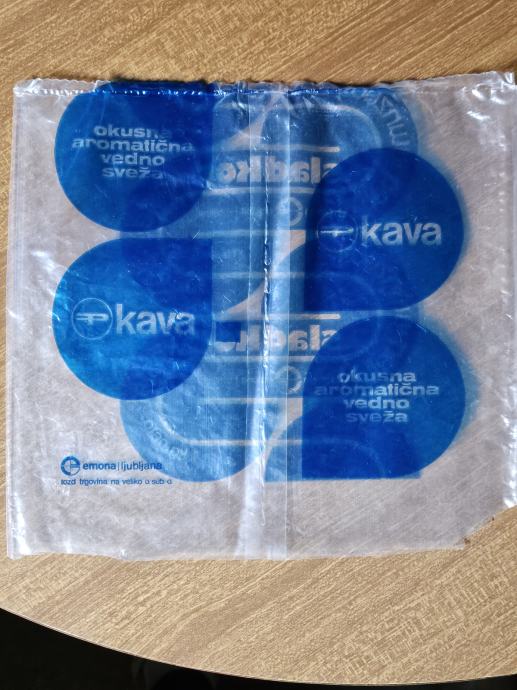 okusna
aromatična
vedno
sveža
kava
kava
okusna
aromatična
vedno
sveža
emona ljubljana
tozd trgovina na veliko o sub o